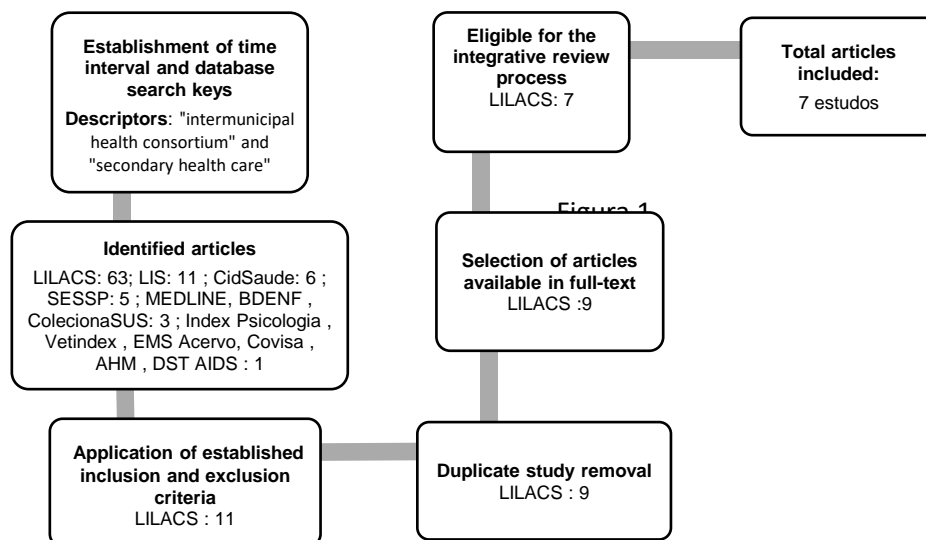 Establishment of time
interval and database
search keys
Descriptors: "intermunicipal
health consortium" and
"secondary health care"
Identified articles
LILACS: 63; LIS: 11 ; CidSaude: 6 ;
SESSP: 5 ; MEDLINE, BDENF ,
ColecionaSUS: 3 ; Index Psicologia ,
Vetindex , EMS Acervo, Covisa ,
AHM , DST AIDS : 1
Application of established
inclusion and exclusion
criteria
LILACS : 11
Duplicate study removal
LILACS : 9
Figura 1
Selection of articles
available in full-text
LILACS :9
Eligible for the
integrative review
process
LILACS: 7
Total articles
included:
7 estudos